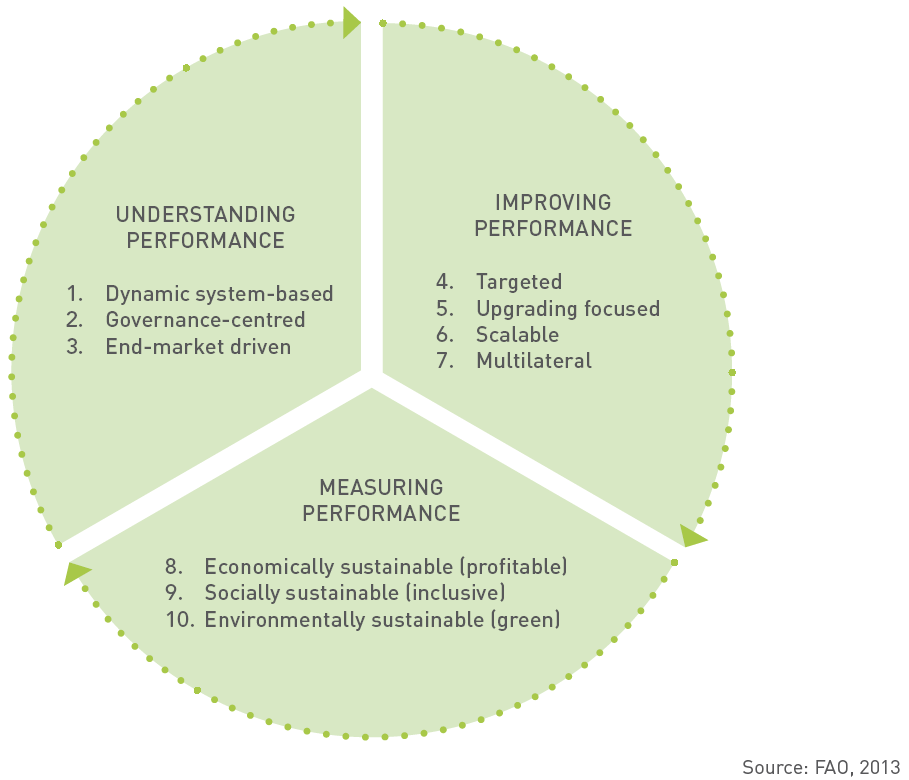 UNDERSTANDING
PERFORMANCE
1. Dynamic system-based
2. Governance-centred
3. End-market driven
IMPROVING
PERFORMANCE
4. Targeted
5. Upgrading focused
6. Scalable
7. Multilateral
MEASURING
PERFORMANCE
8. Economically sustainable (profitable)
9. Socially sustainable (inclusive)
10. Environmentally sustainable (green)
Source: FAO, 2013